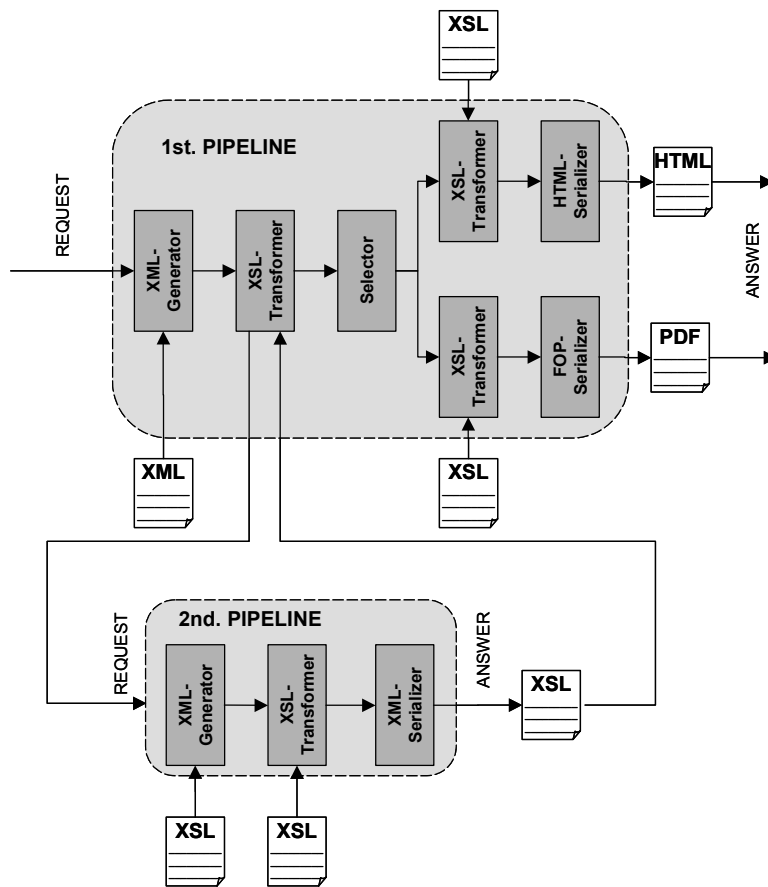 XSL
1st. PIPELINE
REQUEST
XML-
Generator
XSL-
Transformer
Selector
XSL-
Transformer
HTML-
Serializer
HTML
ANSWER
XSL-
Transformer
FOP-
Serializer
PDF
XML
XSL
2nd. PIPELINE
REQUEST
XML-
Generator
XSL-
Transformer
XML-
Serializer
ANSWER
XSL
XSL
XSL